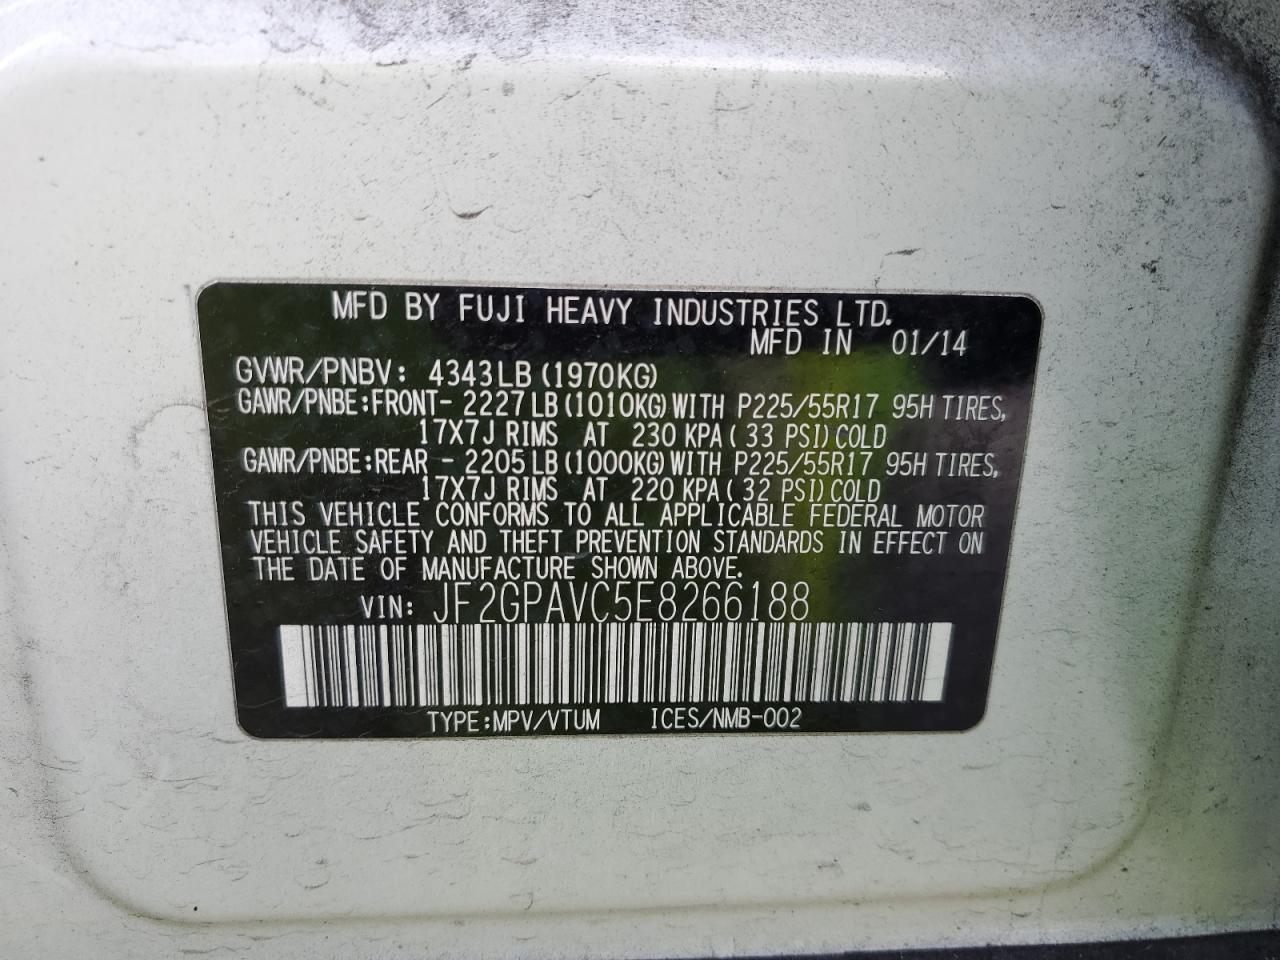 MFD BY FUJI HEAVY INDUSTRIES LTD.
MFD IN 01/14
GVWR/PNBV: 4343LB (1970KG)
GAWR/PNBE:FRONT- 2227 LB (1010KG) WITH P225/55R17 95H TIRES,
17X7J RIMS AT 230 KPA ( 33 PSI) COLD
GAWR/PNBE:REAR - 2205 LB (1000KG) WITH P225/55R17 95H TIRES,
17X7J RIMS AT 220 KPA ( 32 PSI) COLD
THIS VEHICLE CONFORMS TO ALL APPLICABLE FEDERAL MOTOR
VEHICLE SAFETY AND THEFT PREVENTION STANDARDS IN EFFECT ON
THE DATE OF MANUFACTURE SHOWN ABOVE.
VIN: JF2GPAVC5E8266188
TYPE:MPV/VTUM ICES/NMB-002